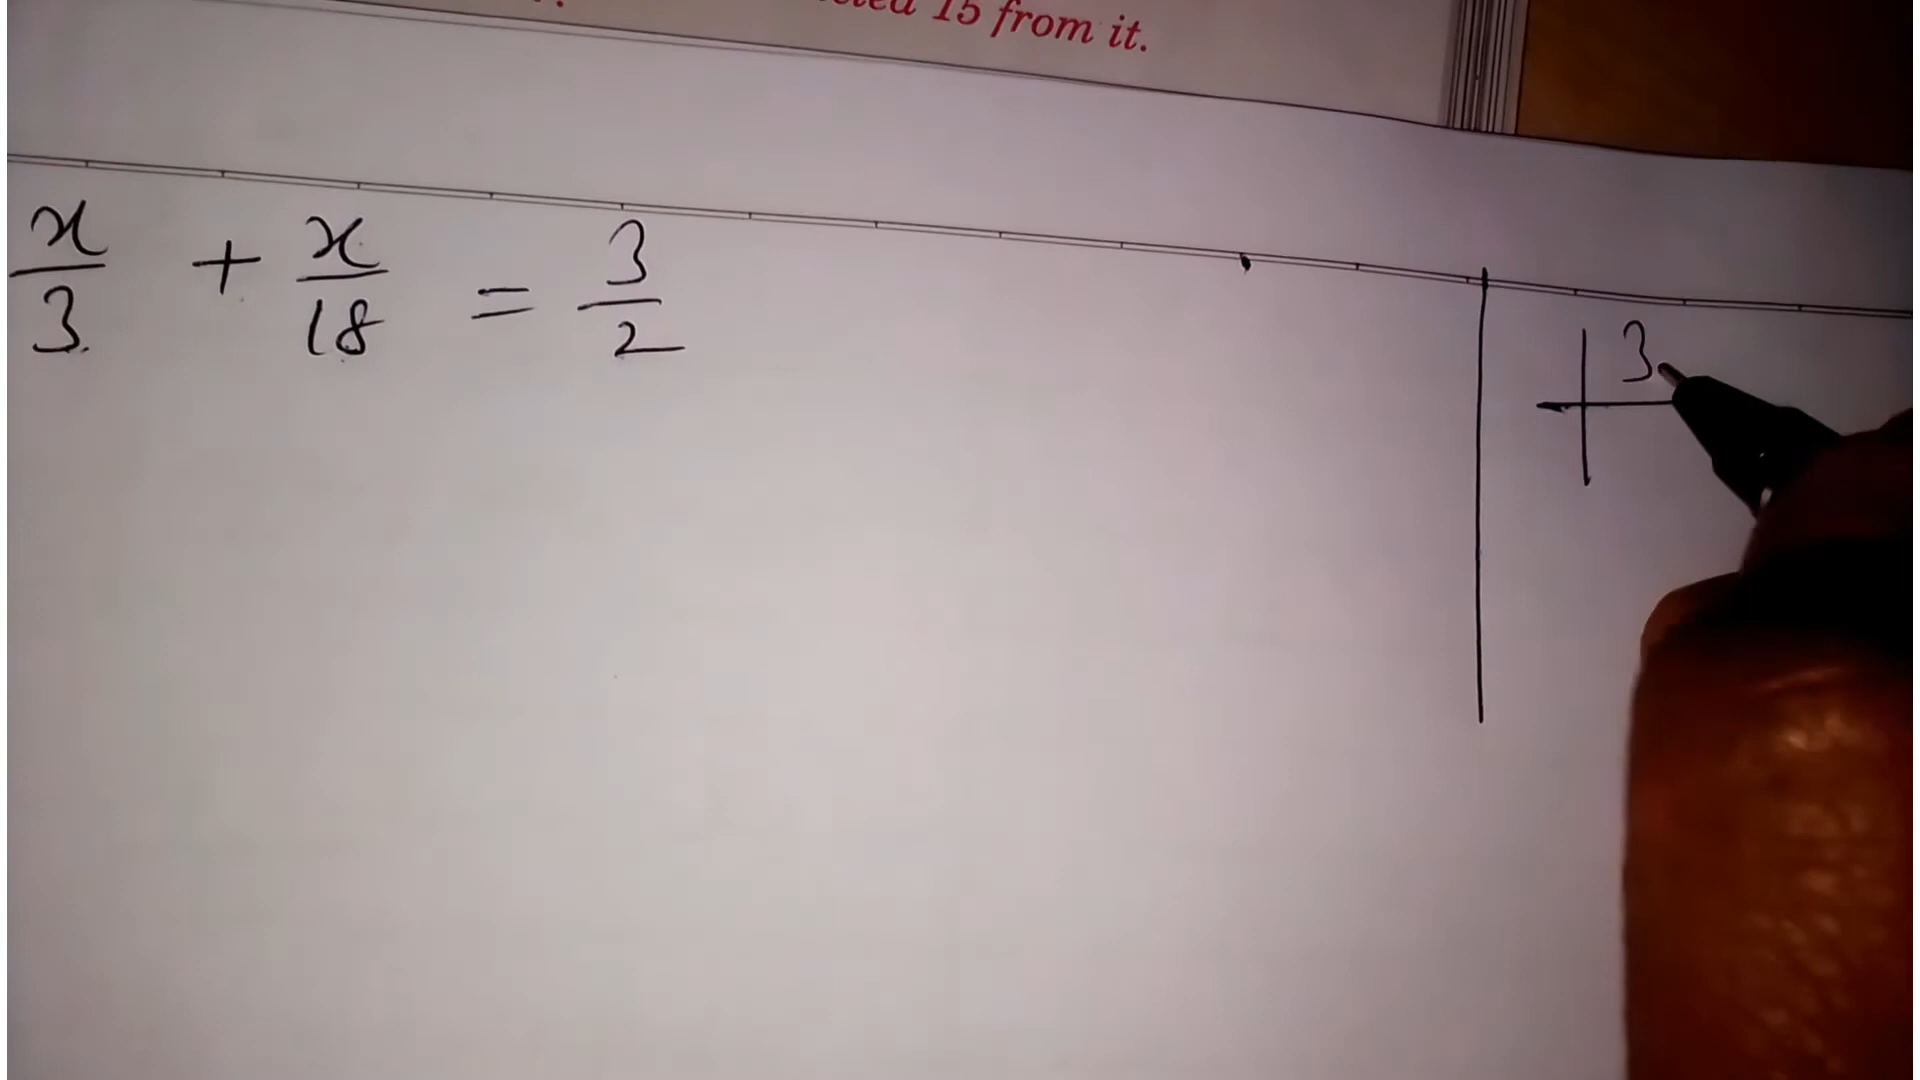 15 from it.
x/3 + x/18 = 3/2
3